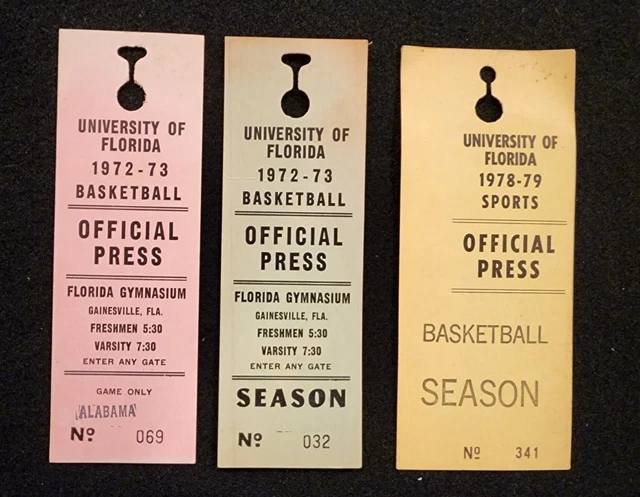 UNIVERSITY OF
FLORIDA
1972-73
BASKETBALL
OFFICIAL
PRESS
FLORIDA GYMNASIUM
GAINESVILLE, FLA.
FRESHMEN 5:30
VARSITY 7:30
ENTER ANY GATE
GAME ONLY
ALABAMA
Nº 069
UNIVERSITY OF
FLORIDA
1972-73
BASKETBALL
OFFICIAL
PRESS
FLORIDA GYMNASIUM
GAINESVILLE, FLA.
FRESHMEN 5:30
VARSITY 7:30
ENTER ANY GATE
SEASON
Nº 032
UNIVERSITY OF
FLORIDA
1978-79
SPORTS
OFFICIAL
PRESS
BASKETBALL
SEASON
Nº 341